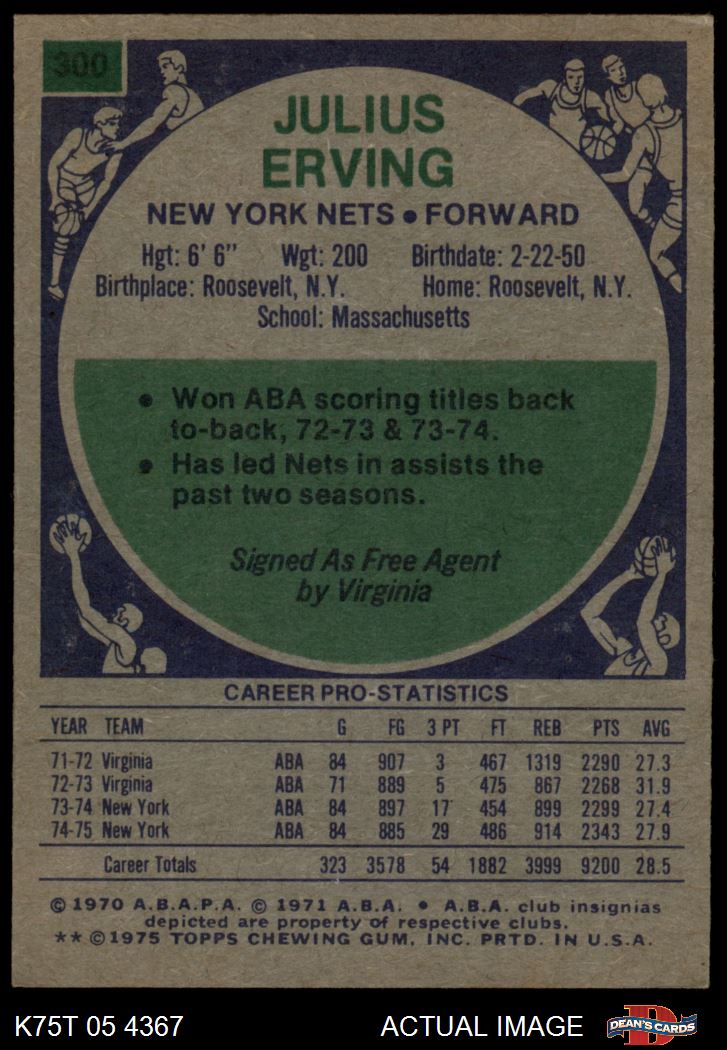 300
JULIUS
ERVING
NEW YORK NETS • FORWARD
Hgt: 6' 6" Wgt: 200 Birthdate: 2-22-50
Birthplace: Roosevelt, N.Y. Home: Roosevelt, N.Y.
School: Massachusetts
• Won ABA scoring titles back
to-back, 72-73 & 73-74.
• Has led Nets in assists the
past two seasons.
Signed As Free Agent
by Virginia
CAREER PRO-STATISTICS
YEAR TEAM G FG 3 PT FT REB PTS AVG
71-72 Virginia ABA 84 907 3 467 1319 2290 27.3
72-73 Virginia ABA 71 889 5 475 867 2268 31.9
73-74 New York ABA 84 897 17 454 899 2299 27.4
74-75 New York ABA 84 885 29 486 914 2343 27.9
Career Totals 323 3578 54 1882 3999 9200 28.5
© 1970 A.B.A.P.A. © 1971 A.B.A. • A.B.A. club insignias
depicted are property of respective clubs.
** © 1975 TOPPS CHEWING GUM, INC. PRTD. IN U.S.A.
K75T 05 4367 ACTUAL IMAGE D DEAN'S CARDS